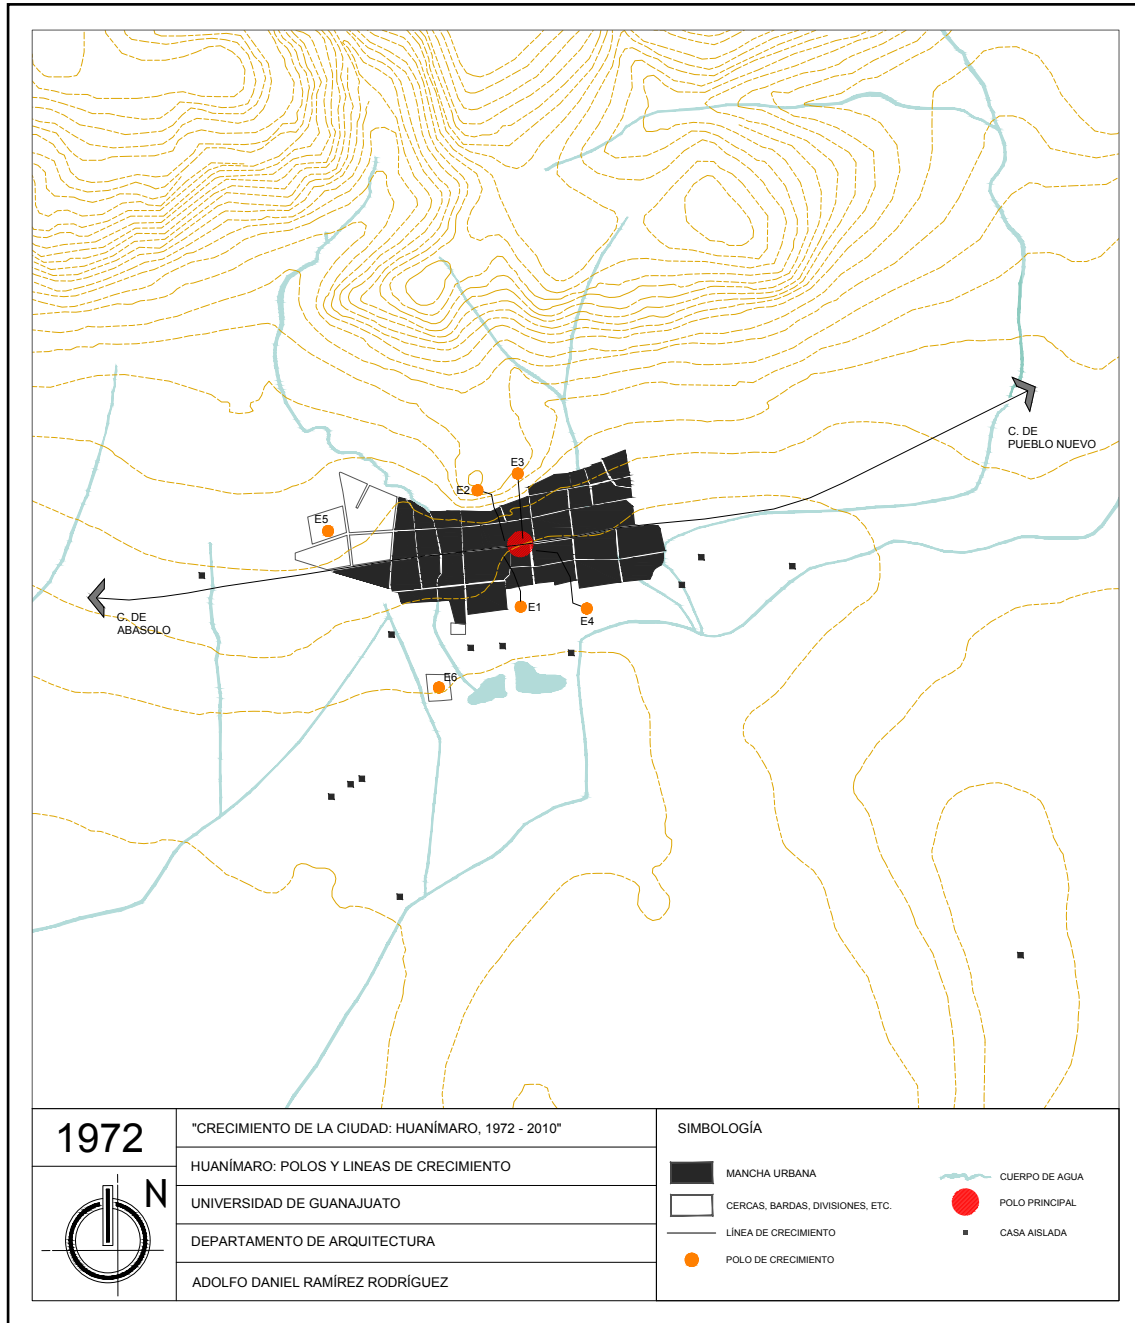 C. DE
PUEBLO NUEVO
E3
E2
E5
E1
E4
C. DE
ABASOLO
E6
1972
N
"CRECIMIENTO DE LA CIUDAD: HUANÍMARO, 1972 - 2010"
HUANÍMARO: POLOS Y LINEAS DE CRECIMIENTO
UNIVERSIDAD DE GUANAJUATO
DEPARTAMENTO DE ARQUITECTURA
ADOLFO DANIEL RAMÍREZ RODRÍGUEZ
SIMBOLOGÍA
MANCHA URBANA
CERCAS, BARDAS, DIVISIONES, ETC.
LÍNEA DE CRECIMIENTO
POLO DE CRECIMIENTO
CUERPO DE AGUA
POLO PRINCIPAL
CASA AISLADA